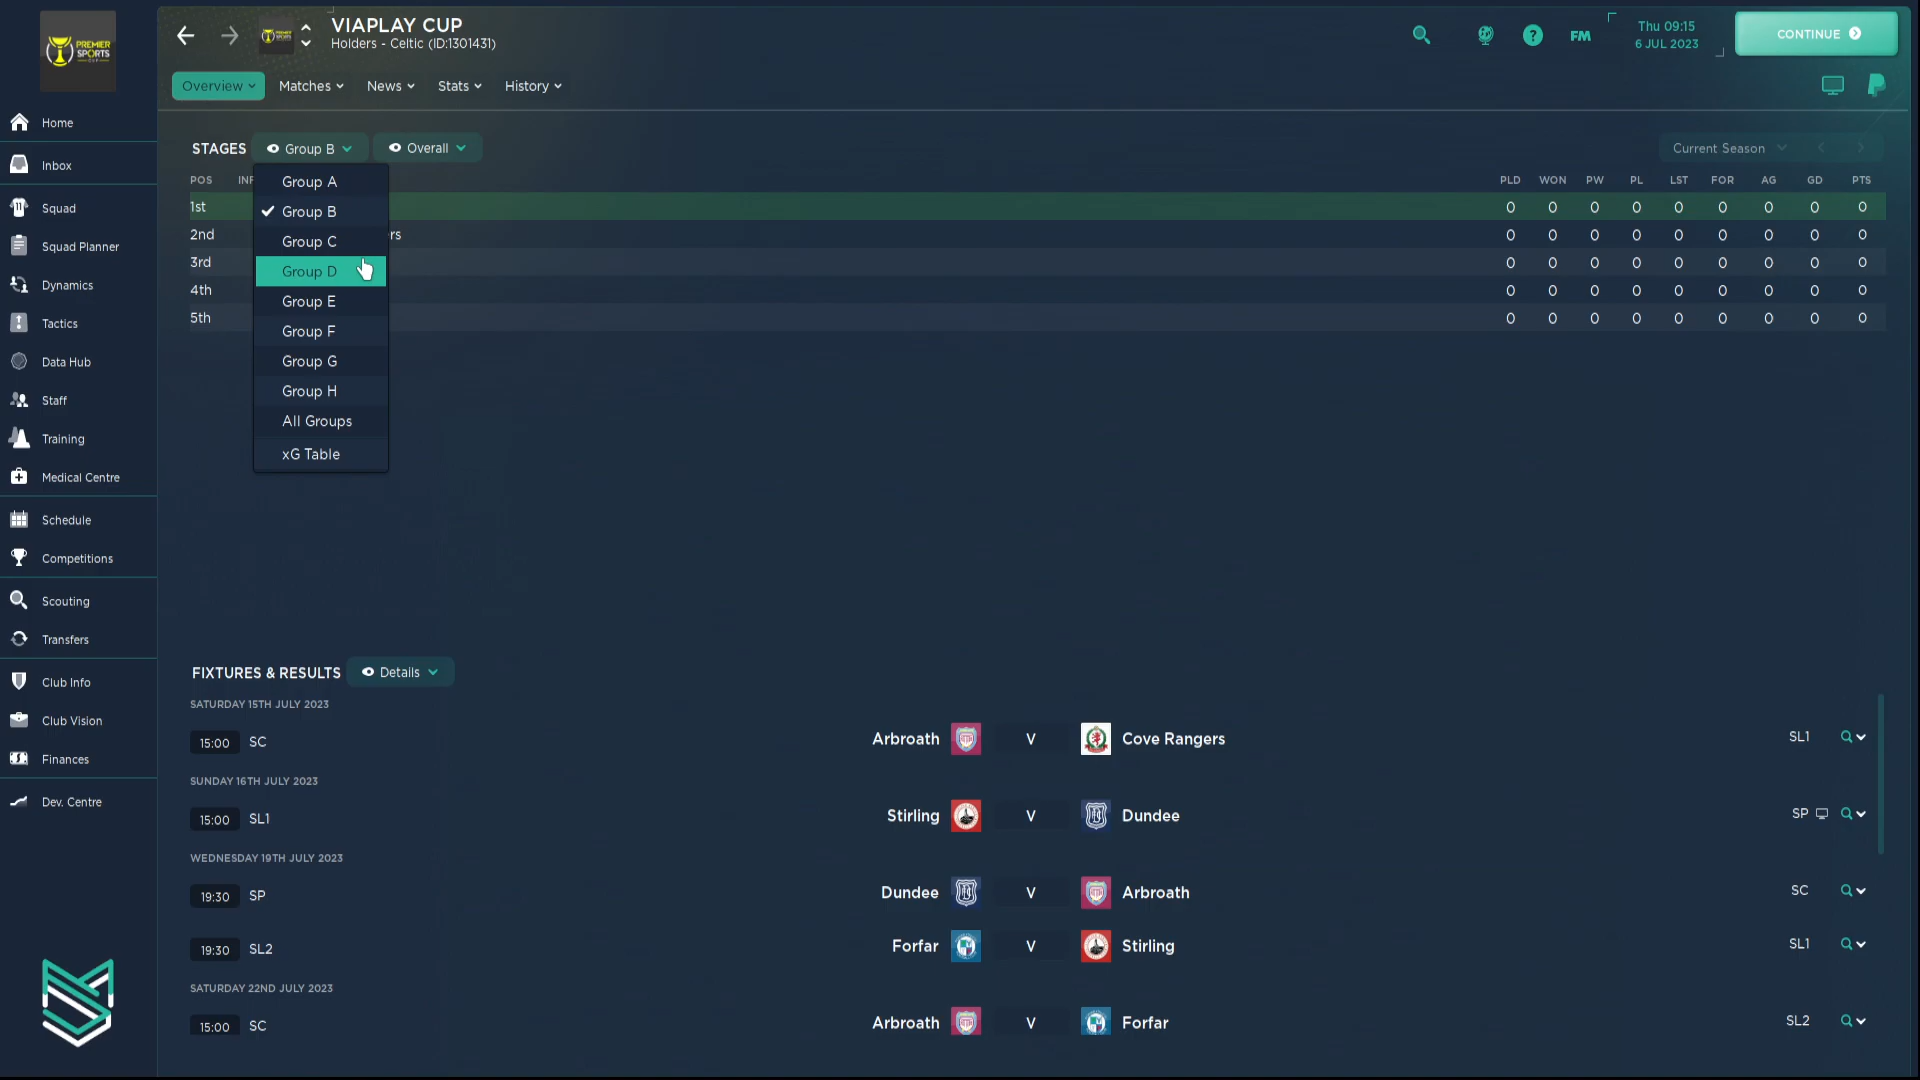 PREMIER SPORTS
CUP
VIAPLAY CUP
Holders - Celtic (ID:1301431)
FM
Thu 09:15
6 JUL 2023
CONTINUE
Overview
Matches
News
Stats
History
Home
Inbox
Squad
Squad Planner
Dynamics
Tactics
Data Hub
Staff
Training
Medical Centre
Schedule
Competitions
Scouting
Transfers
Club Info
Club Vision
Finances
Dev. Centre
STAGES Group B Overall Current Season
POS INF PLD WON PW PL LST FOR AG GD PTS
1st 0 0 0 0 0 0 0 0 0
2nd rs 0 0 0 0 0 0 0 0 0
3rd 0 0 0 0 0 0 0 0 0
4th 0 0 0 0 0 0 0 0 0
5th 0 0 0 0 0 0 0 0 0
Group A
Group B
Group C
Group D
Group E
Group F
Group G
Group H
All Groups
xG Table
FIXTURES & RESULTS Details
SATURDAY 15TH JULY 2023
15:00 SC Arbroath V Cove Rangers SL1
SUNDAY 16TH JULY 2023
15:00 SL1 Stirling V Dundee SP
WEDNESDAY 19TH JULY 2023
19:30 SP Dundee V Arbroath SC
19:30 SL2 Forfar V Stirling SL1
SATURDAY 22ND JULY 2023
15:00 SC Arbroath V Forfar SL2